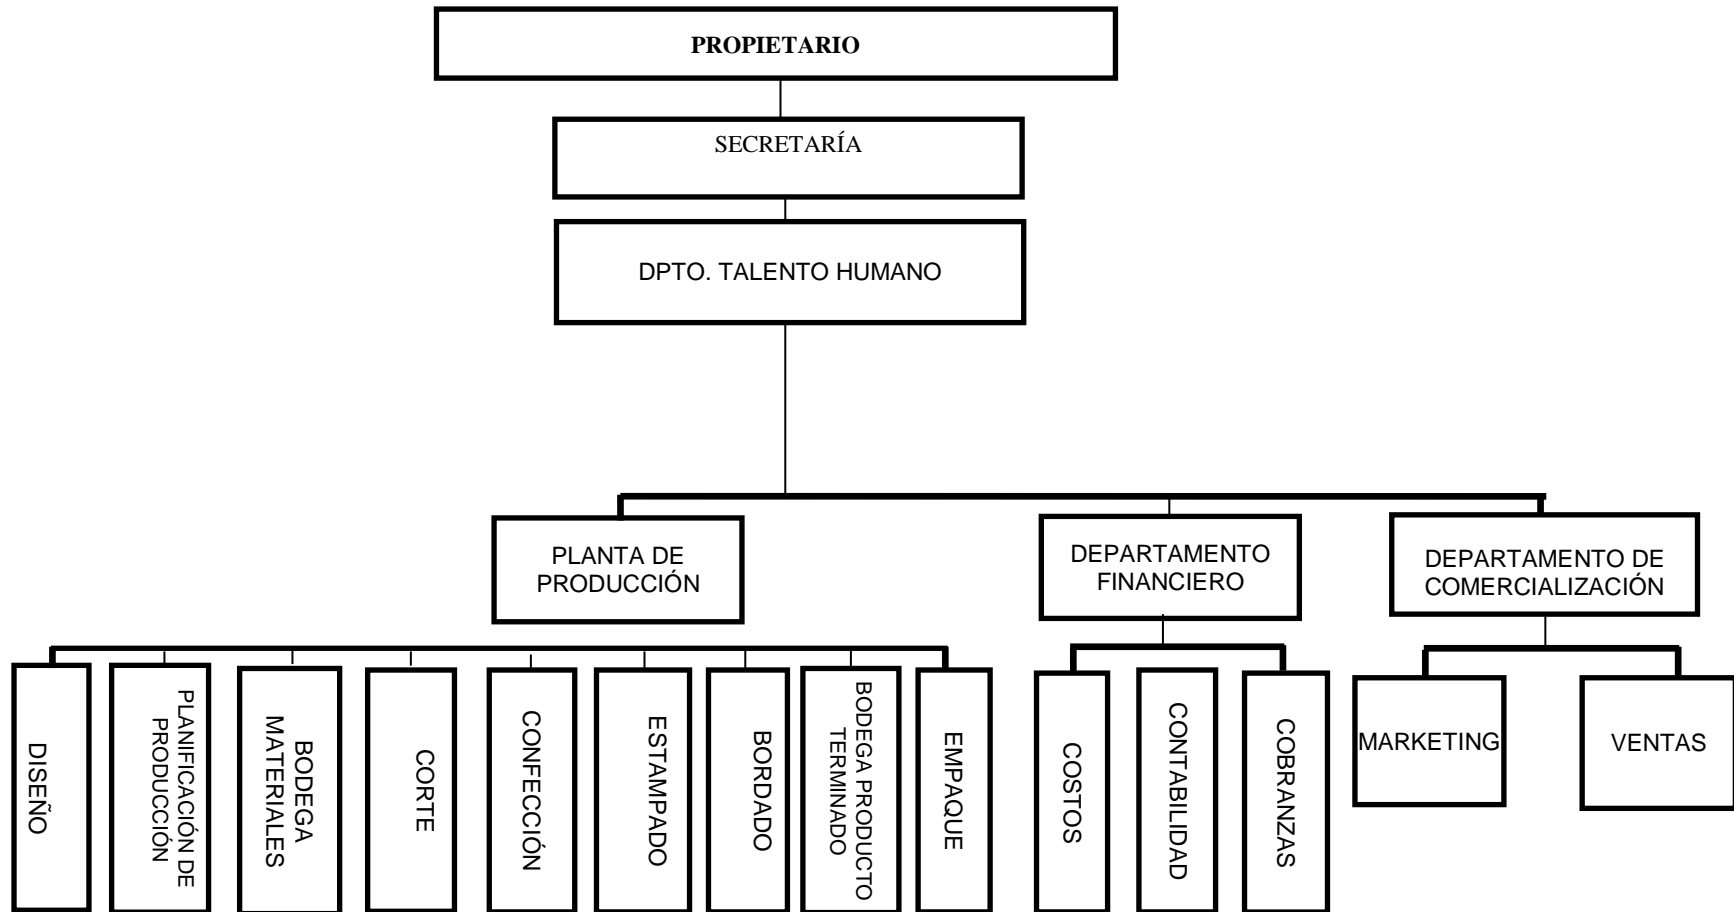 PROPIETARIO
SECRETARÍA
DPTO. TALENTO HUMANO
PLANTA DE
PRODUCCIÓN
DEPARTAMENTO
FINANCIERO
DEPARTAMENTO DE
COMERCIALIZACIÓN
DISEÑO
PLANIFICACIÓN DE
PRODUCCIÓN
BODEGA
MATERIALES
CORTE
CONFECCIÓN
ESTAMPADO
BORDADO
BODEGA PRODUCTO
TERMINADO
EMPAQUE
COSTOS
CONTABILIDAD
COBRANZAS
MARKETING
VENTAS